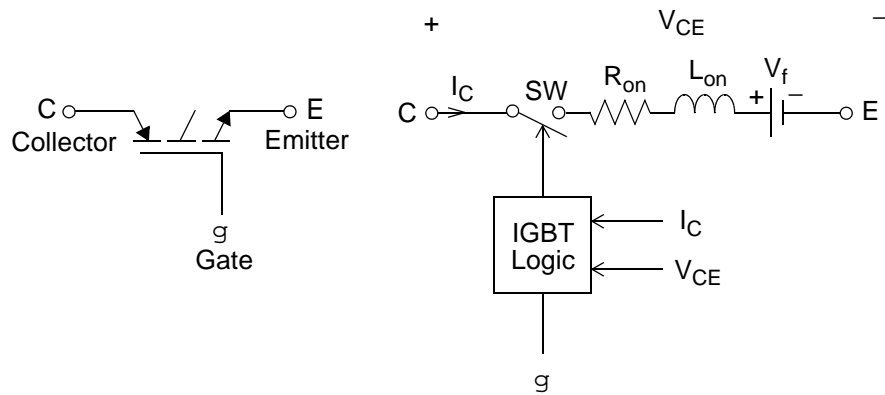 + V_CE –
I_C SW R_on L_on V_f
+ –
C E C E
Collector Emitter
g
Gate
IGBT
Logic
I_C
V_CE
g